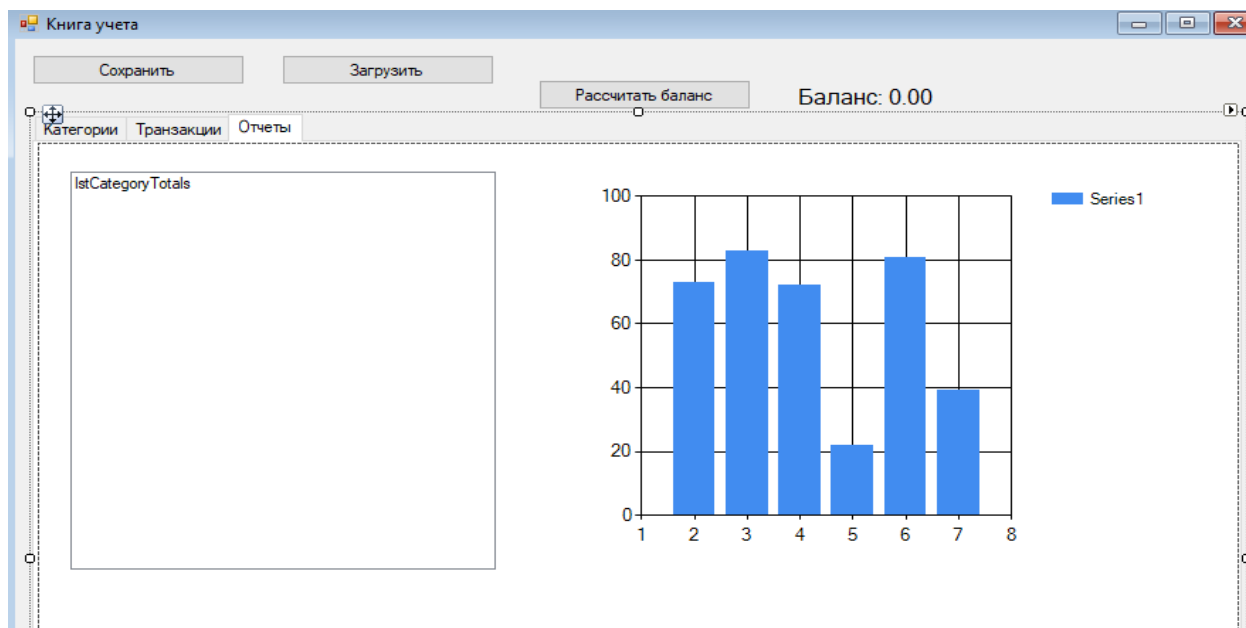 Книга учета
Сохранить Загрузить
Рассчитать баланс Баланс: 0.00
Категории Транзакции Отчеты
lstCategoryTotals
100
80
60
40
20
0
1 2 3 4 5 6 7 8
Series1